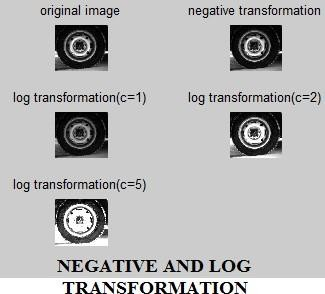 original image
negative transformation
log transformation(c=1)
log transformation(c=2)
log transformation(c=5)
NEGATIVE AND LOG
TRANSFORMATION